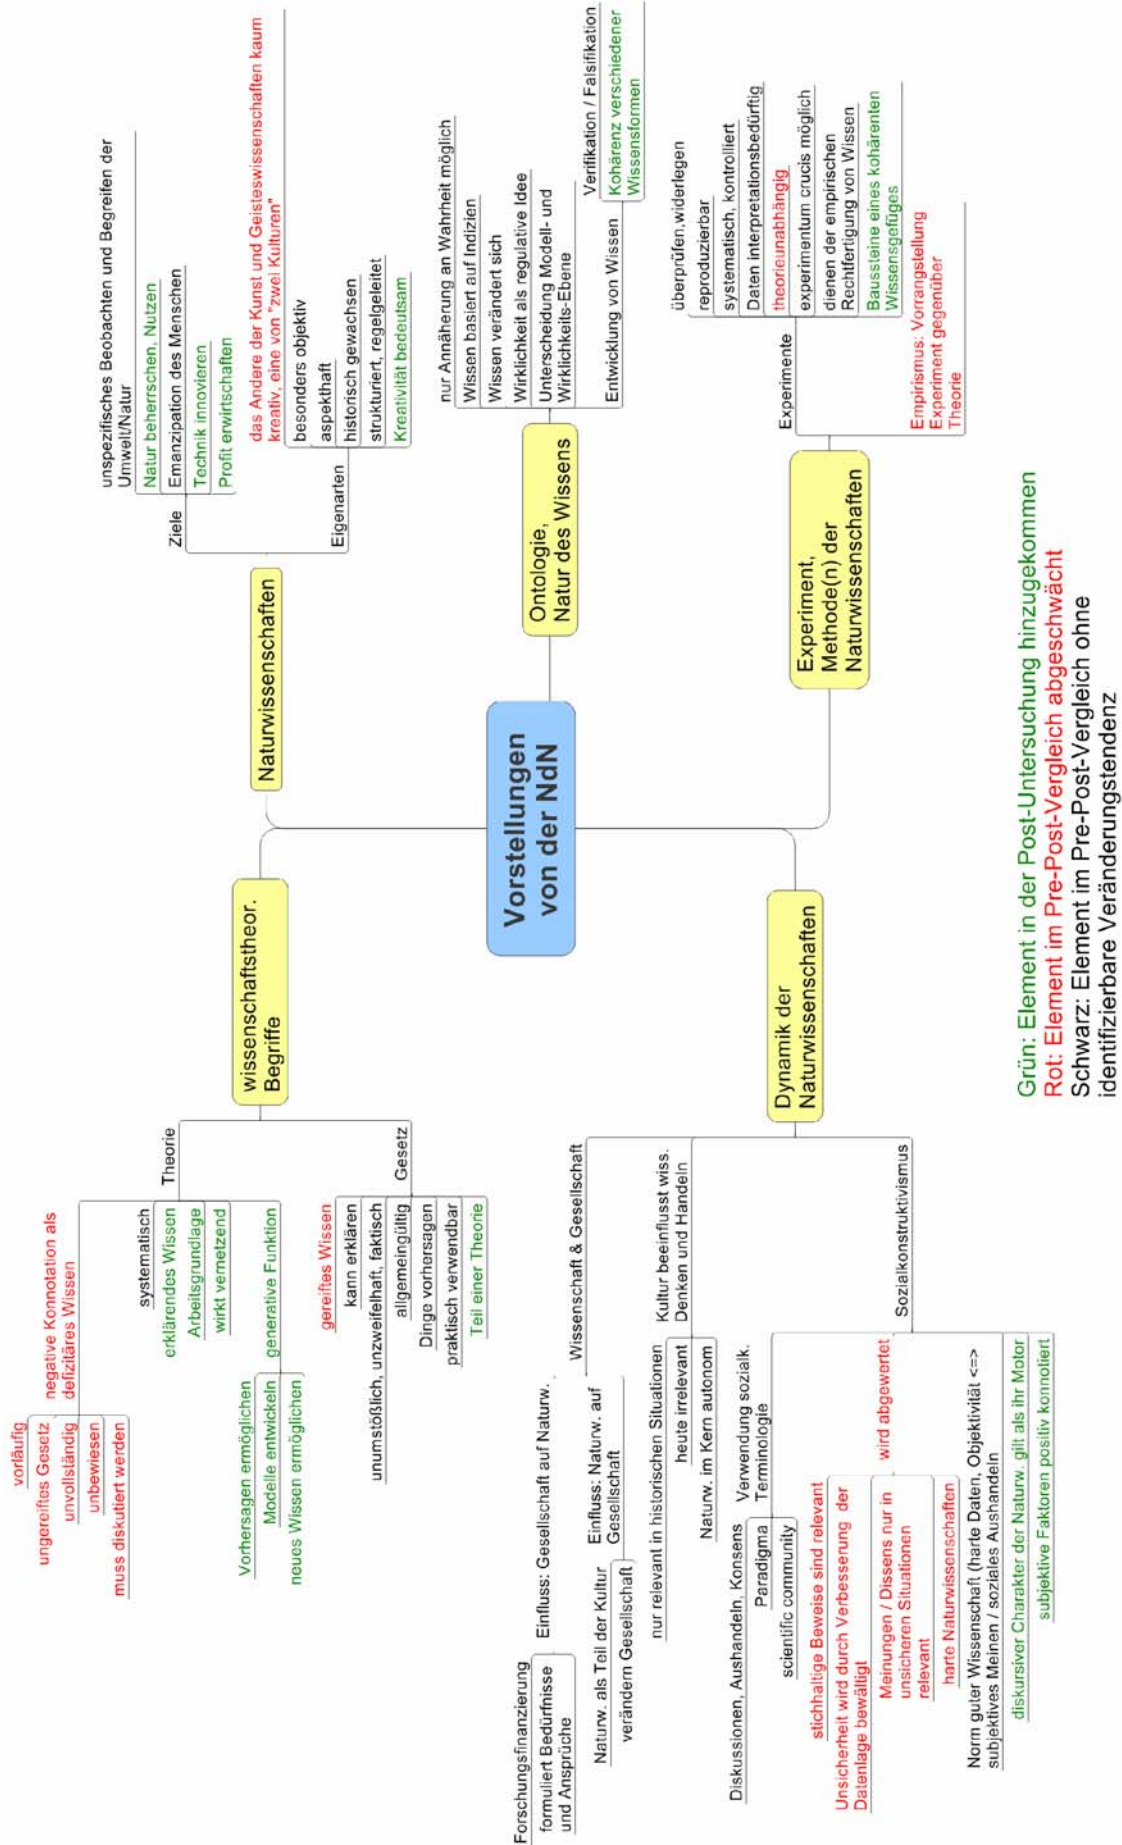 Vorstellungen
von der NdN
wissenschaftstheor.
Begriffe
Theorie
negative Konnotation als
defizitäres Wissen
vorläufig
ungereiftes Gesetz
unvollständig
unbewiesen
muss diskutiert werden
systematisch
erklärendes Wissen
Arbeitsgrundlage
wirkt vernetzend
generative Funktion
Vorhersagen ermöglichen
Modelle entwickeln
neues Wissen ermöglichen
Gesetz
gereiftes Wissen
kann erklären
unumstößlich, unzweifelhaft, faktisch
allgemeingültig
Dinge vorhersagen
praktisch verwendbar
Teil einer Theorie
Dynamik der
Naturwissenschaften
Wissenschaft & Gesellschaft
Einfluss: Gesellschaft auf Naturw.
Forschungsfinanzierung
formuliert Bedürfnisse
und Ansprüche
Einfluss: Naturw. auf
Gesellschaft
Naturw. als Teil der Kultur
verändern Gesellschaft
Kultur beeinflusst wiss.
Denken und Handeln
nur relevant in historischen Situationen
heute irrelevant
Naturw. im Kern autonom
Sozialkonstruktivismus
Verwendung sozialk.
Terminologie
Diskussionen, Aushandeln, Konsens
Paradigma
scientific community
wird abgewertet
stichhaltige Beweise sind relevant
Unsicherheit wird durch Verbesserung der
Datenlage bewältigt
Meinungen / Dissens nur in
unsicheren Situationen
relevant
harte Naturwissenschaften
Norm guter Wissenschaft (harte Daten, Objektivität <=>
subjektives Meinen / soziales Aushandeln
diskursiver Charakter der Naturw. gilt als ihr Motor
subjektive Faktoren positiv konnotiert
Naturwissenschaften
Ziele
unspezifisches Beobachten und Begreifen der
Umwelt/Natur
Natur beherrschen, Nutzen
Emanzipation des Menschen
Technik innovieren
Profit erwirtschaften
Eigenarten
das Andere der Kunst und Geisteswissenschaften kaum
kreativ, eine von "zwei Kulturen"
besonders objektiv
aspekthaft
historisch gewachsen
strukturiert, regelgeleitet
Kreativität bedeutsam
Ontologie,
Natur des Wissens
nur Annäherung an Wahrheit möglich
Wissen basiert auf Indizien
Wissen verändert sich
Wirklichkeit als regulative Idee
Unterscheidung Modell- und
Wirklichkeits-Ebene
Entwicklung von Wissen
Verifikation / Falsifikation
Kohärenz verschiedener
Wissensformen
Experiment,
Methode(n) der
Naturwissenschaften
Experimente
überprüfen,widerlegen
reproduzierbar
systematisch, kontrolliert
Daten interpretationsbedürftig
theorieunabhängig
experimentum crucis möglich
dienen der empirischen
Rechtfertigung von Wissen
Baussteine eines kohärenten
Wissensgefüges
Empirismus: Vorrangstellung
Experiment gegenüber
Theorie
Grün: Element in der Post-Untersuchung hinzugekommen
Rot: Element im Pre-Post-Vergleich abgeschwächt
Schwarz: Element im Pre-Post-Vergleich ohne
identifizierbare Veränderungstendenz